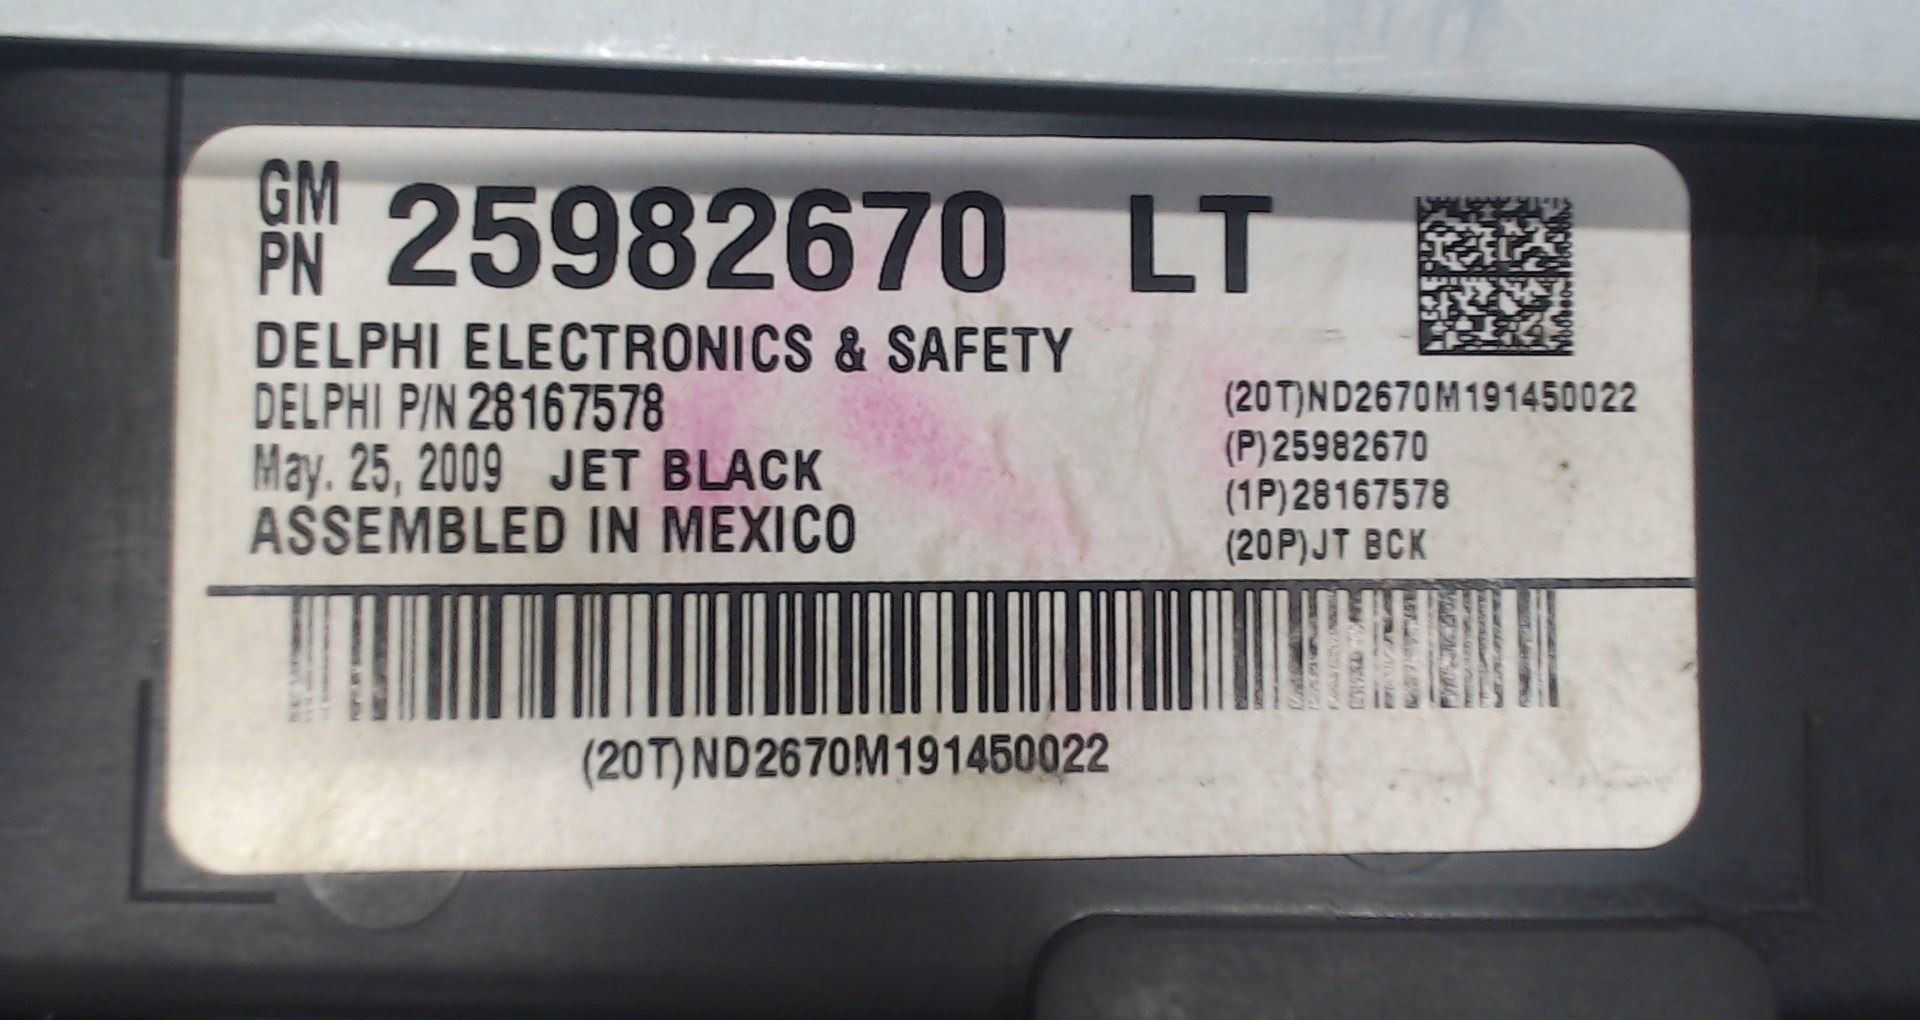 GM PN 25982670 LT
DELPHI ELECTRONICS & SAFETY
DELPHI P/N 28167578
May. 25, 2009 JET BLACK
ASSEMBLED IN MEXICO
(20T)ND2670M191450022
(P)25982670
(1P)28167578
(20P)JT BCK
(20T)ND2670M191450022